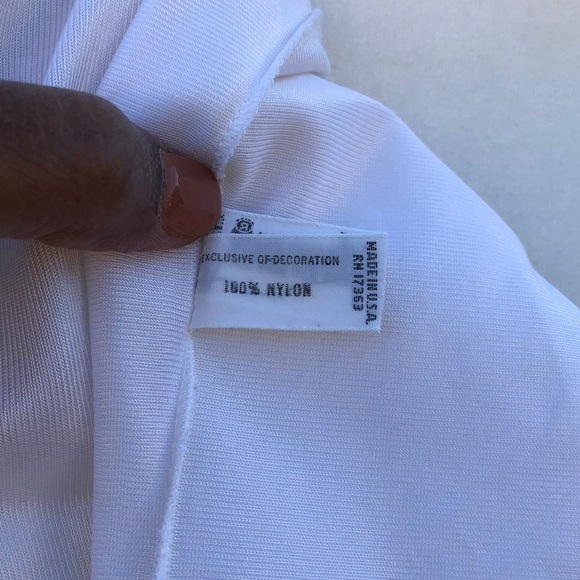 EXCLUSIVE OF DECORATION
100% NYLON
MADE IN U.S.A.
RN 17363